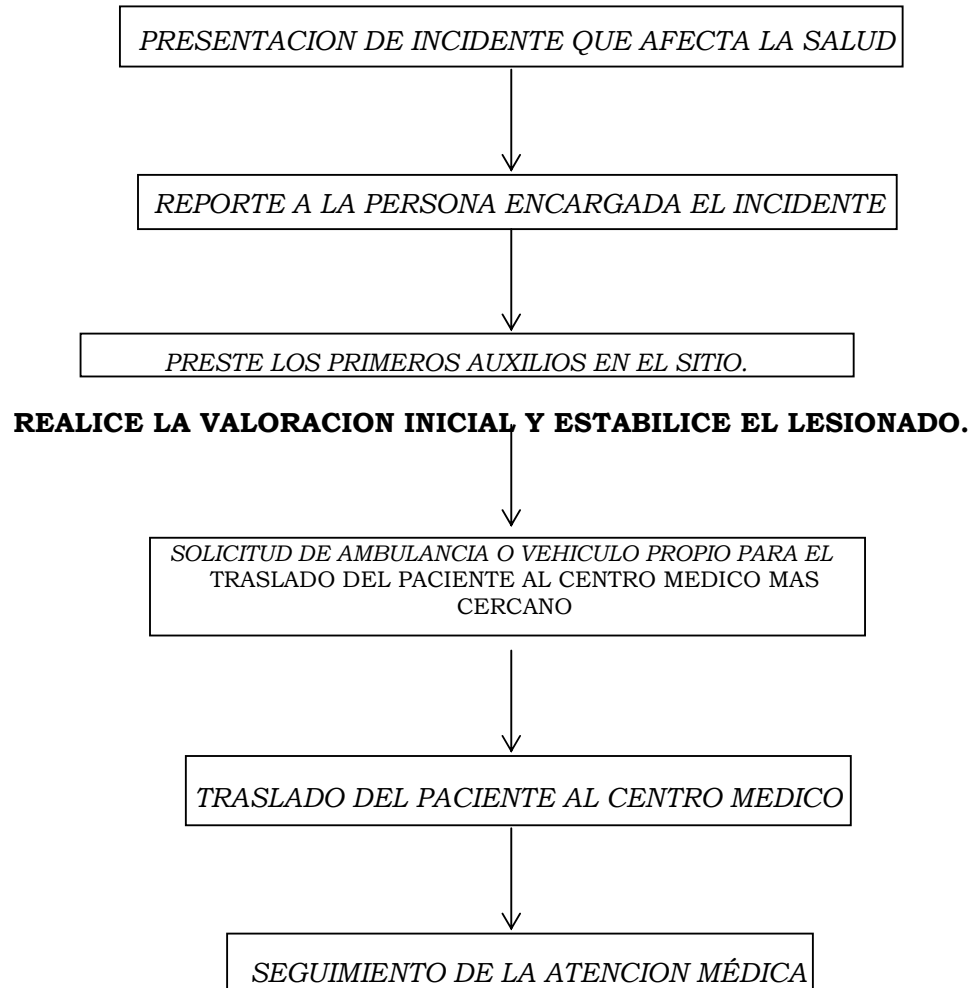 PRESENTACION DE INCIDENTE QUE AFECTA LA SALUD
REPORTE A LA PERSONA ENCARGADA EL INCIDENTE
PRESTE LOS PRIMEROS AUXILIOS EN EL SITIO.
REALICE LA VALORACION INICIAL Y ESTABILICE EL LESIONADO.
SOLICITUD DE AMBULANCIA O VEHICULO PROPIO PARA EL
TRASLADO DEL PACIENTE AL CENTRO MEDICO MAS
CERCANO
TRASLADO DEL PACIENTE AL CENTRO MEDICO
SEGUIMIENTO DE LA ATENCION MÉDICA